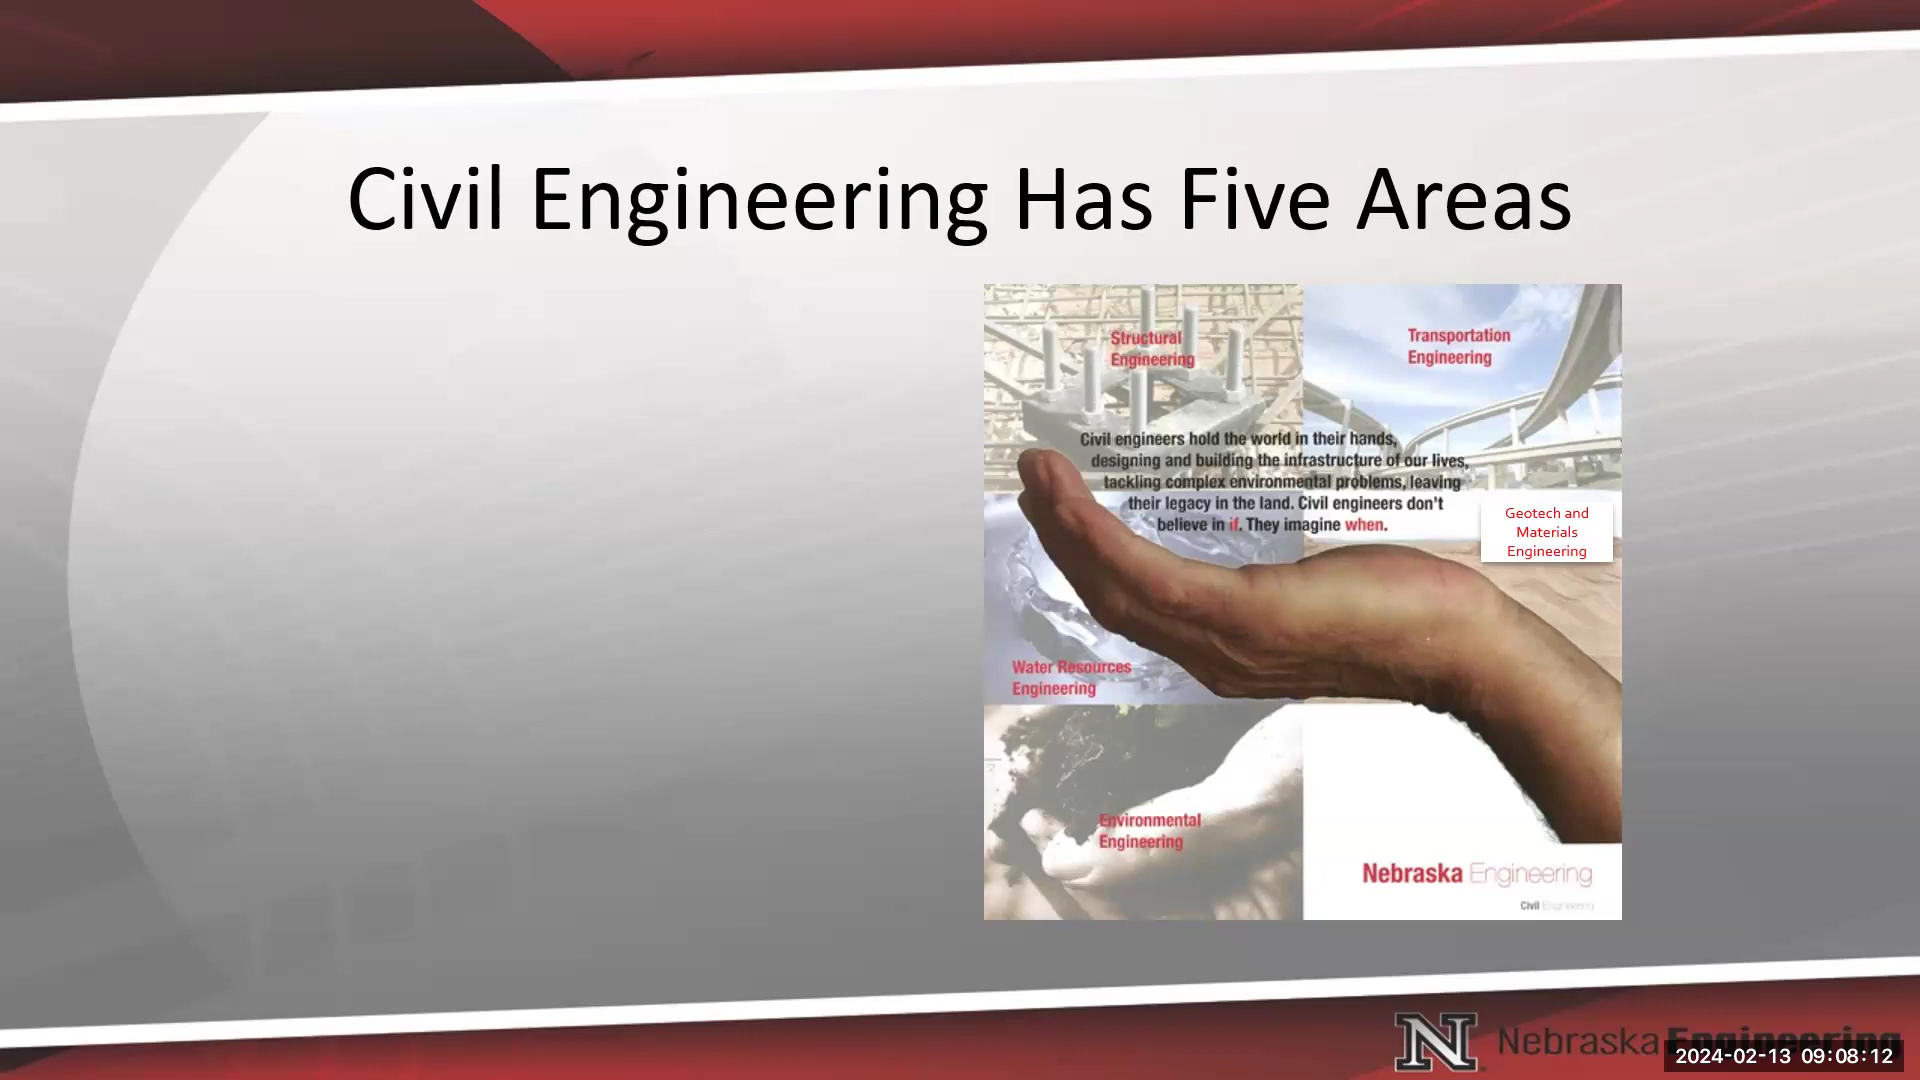 Civil Engineering Has Five Areas
Structural
Engineering
Transportation
Engineering
Civil engineers hold the world in their hands,
designing and building the infrastructure of our lives,
tackling complex environmental problems, leaving
their legacy in the land. Civil engineers don't
believe in if. They imagine when.
Geotech and
Materials
Engineering
Water Resources
Engineering
Environmental
Engineering
Nebraska Engineering
Civil Engineering
N Nebraska Engineering
2024-02-13 09:08:12